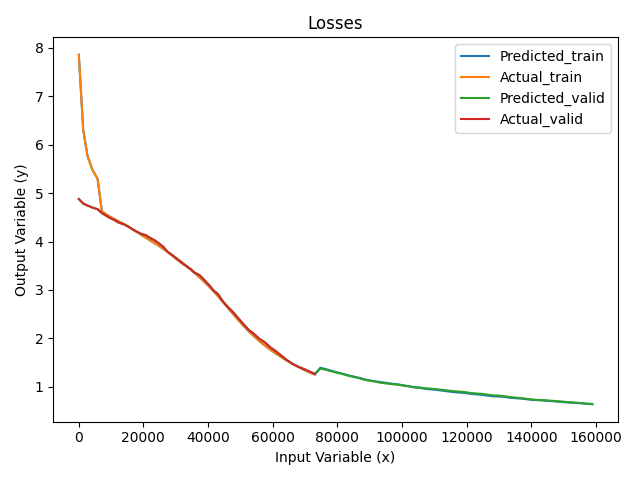 Losses
Predicted_train
Actual_train
Predicted_valid
Actual_valid
Output Variable (y)
8
7
6
5
4
3
2
1
0 20000 40000 60000 80000 100000 120000 140000 160000
Input Variable (x)